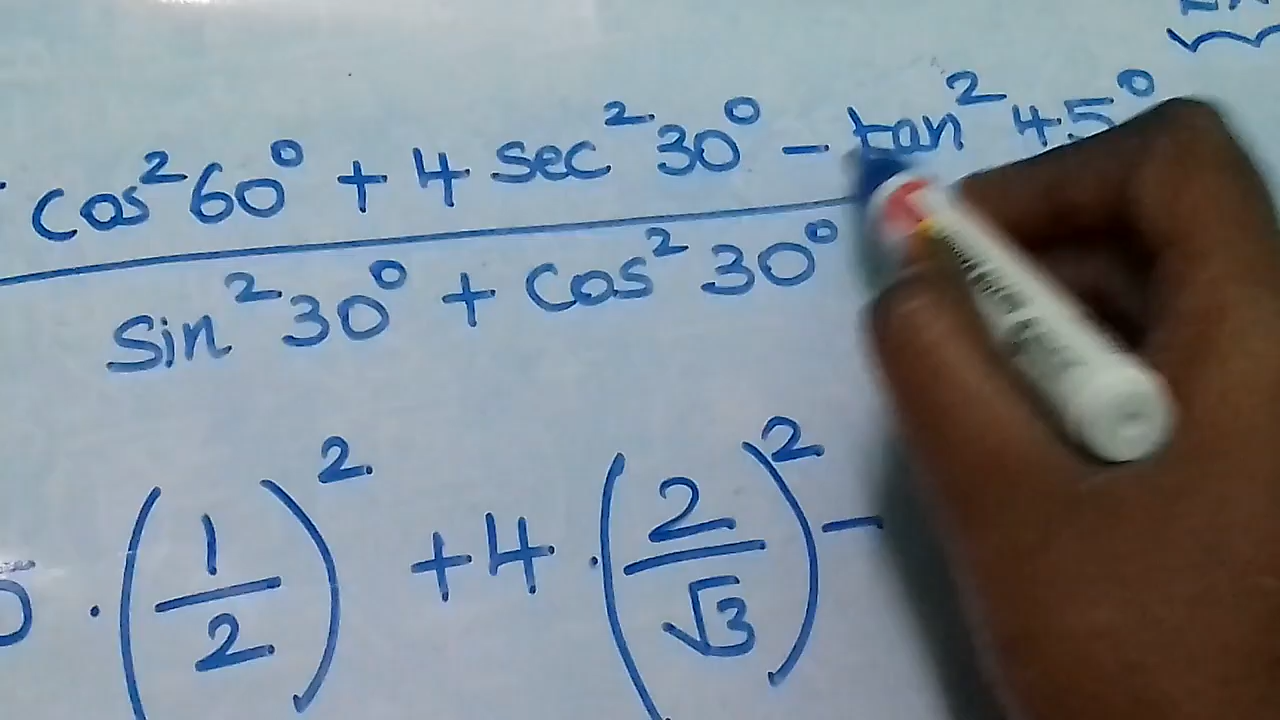 cos²60° + 4 sec²30° - tan²45°
sin²30° + cos²30°
. (1/2)² + 4 . (2/√3)² -